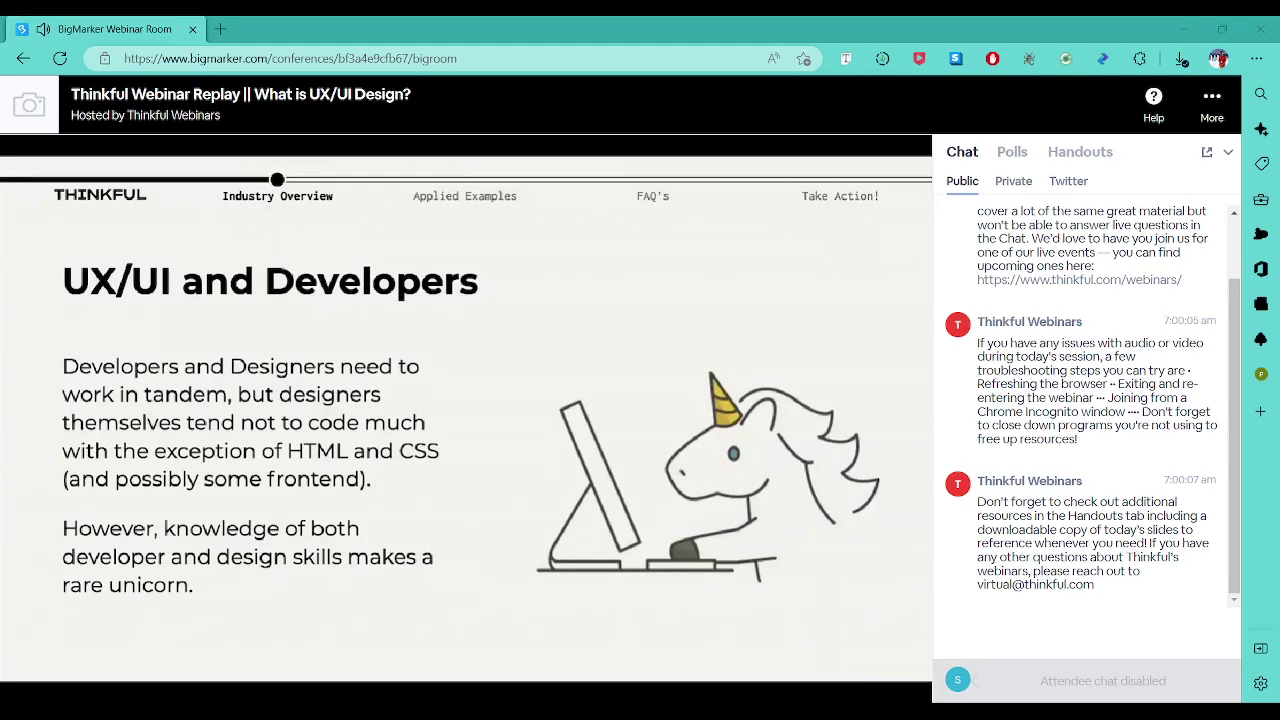 BigMarker Webinar Room
http://www.bigmarker.com/conferences/bf3a4e9cfb67/bigroom
Thinkful Webinar Replay || What is UX/UI Design?
Hosted by Thinkful Webinars
Help
More
THINKFUL
Industry Overview
Applied Examples
FAQ's
Take Action!
UX/UI and Developers
Developers and Designers need to
work in tandem, but designers
themselves tend not to code much
with the exception of HTML and CSS
(and possibly some frontend).
However, knowledge of both
developer and design skills makes a
rare unicorn.
Chat
Polls
Handouts
Public
Private
Twitter
cover a lot of the same great material but
won't be able to answer live questions in
the Chat. We'd love to have you join us for
one of our live events — you can find
upcoming ones here:
https://www.thinkful.com/webinars/
T
Thinkful Webinars
7:00:05 am
If you have any issues with audio or video
during today's session, a few
troubleshooting steps you can try are •
Refreshing the browser •• Exiting and re-
entering the webinar ••• Joining from a
Chrome Incognito window •••• Don't forget
to close down programs you're not using to
free up resources!
T
Thinkful Webinars
7:00:07 am
Don't forget to check out additional
resources in the Handouts tab including a
downloadable copy of today's slides to
reference whenever you need! If you have
any other questions about Thinkful's
webinars, please reach out to
virtual@thinkful.com
S
Attendee chat disabled